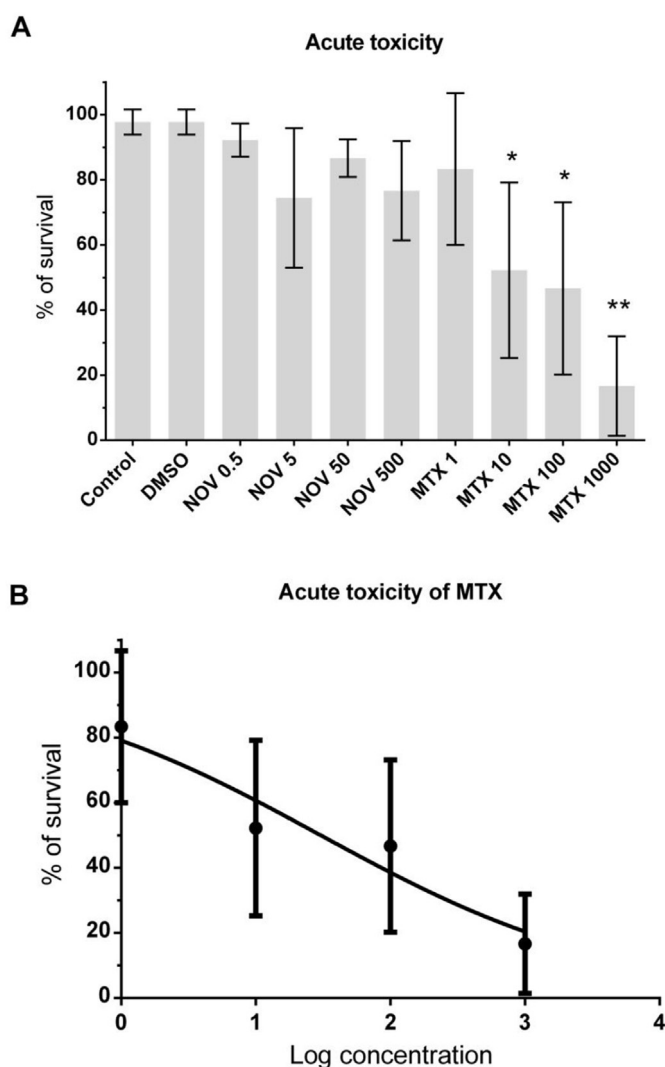 A
Acute toxicity
% of survival
100
80
60
40
20
0
*
*
**
Control
DMSO
NOV 0.5
NOV 5
NOV 50
NOV 500
MTX 1
MTX 10
MTX 100
MTX 1000
B
Acute toxicity of MTX
% of survival
100
80
60
40
20
0
0 1 2 3 4
Log concentration